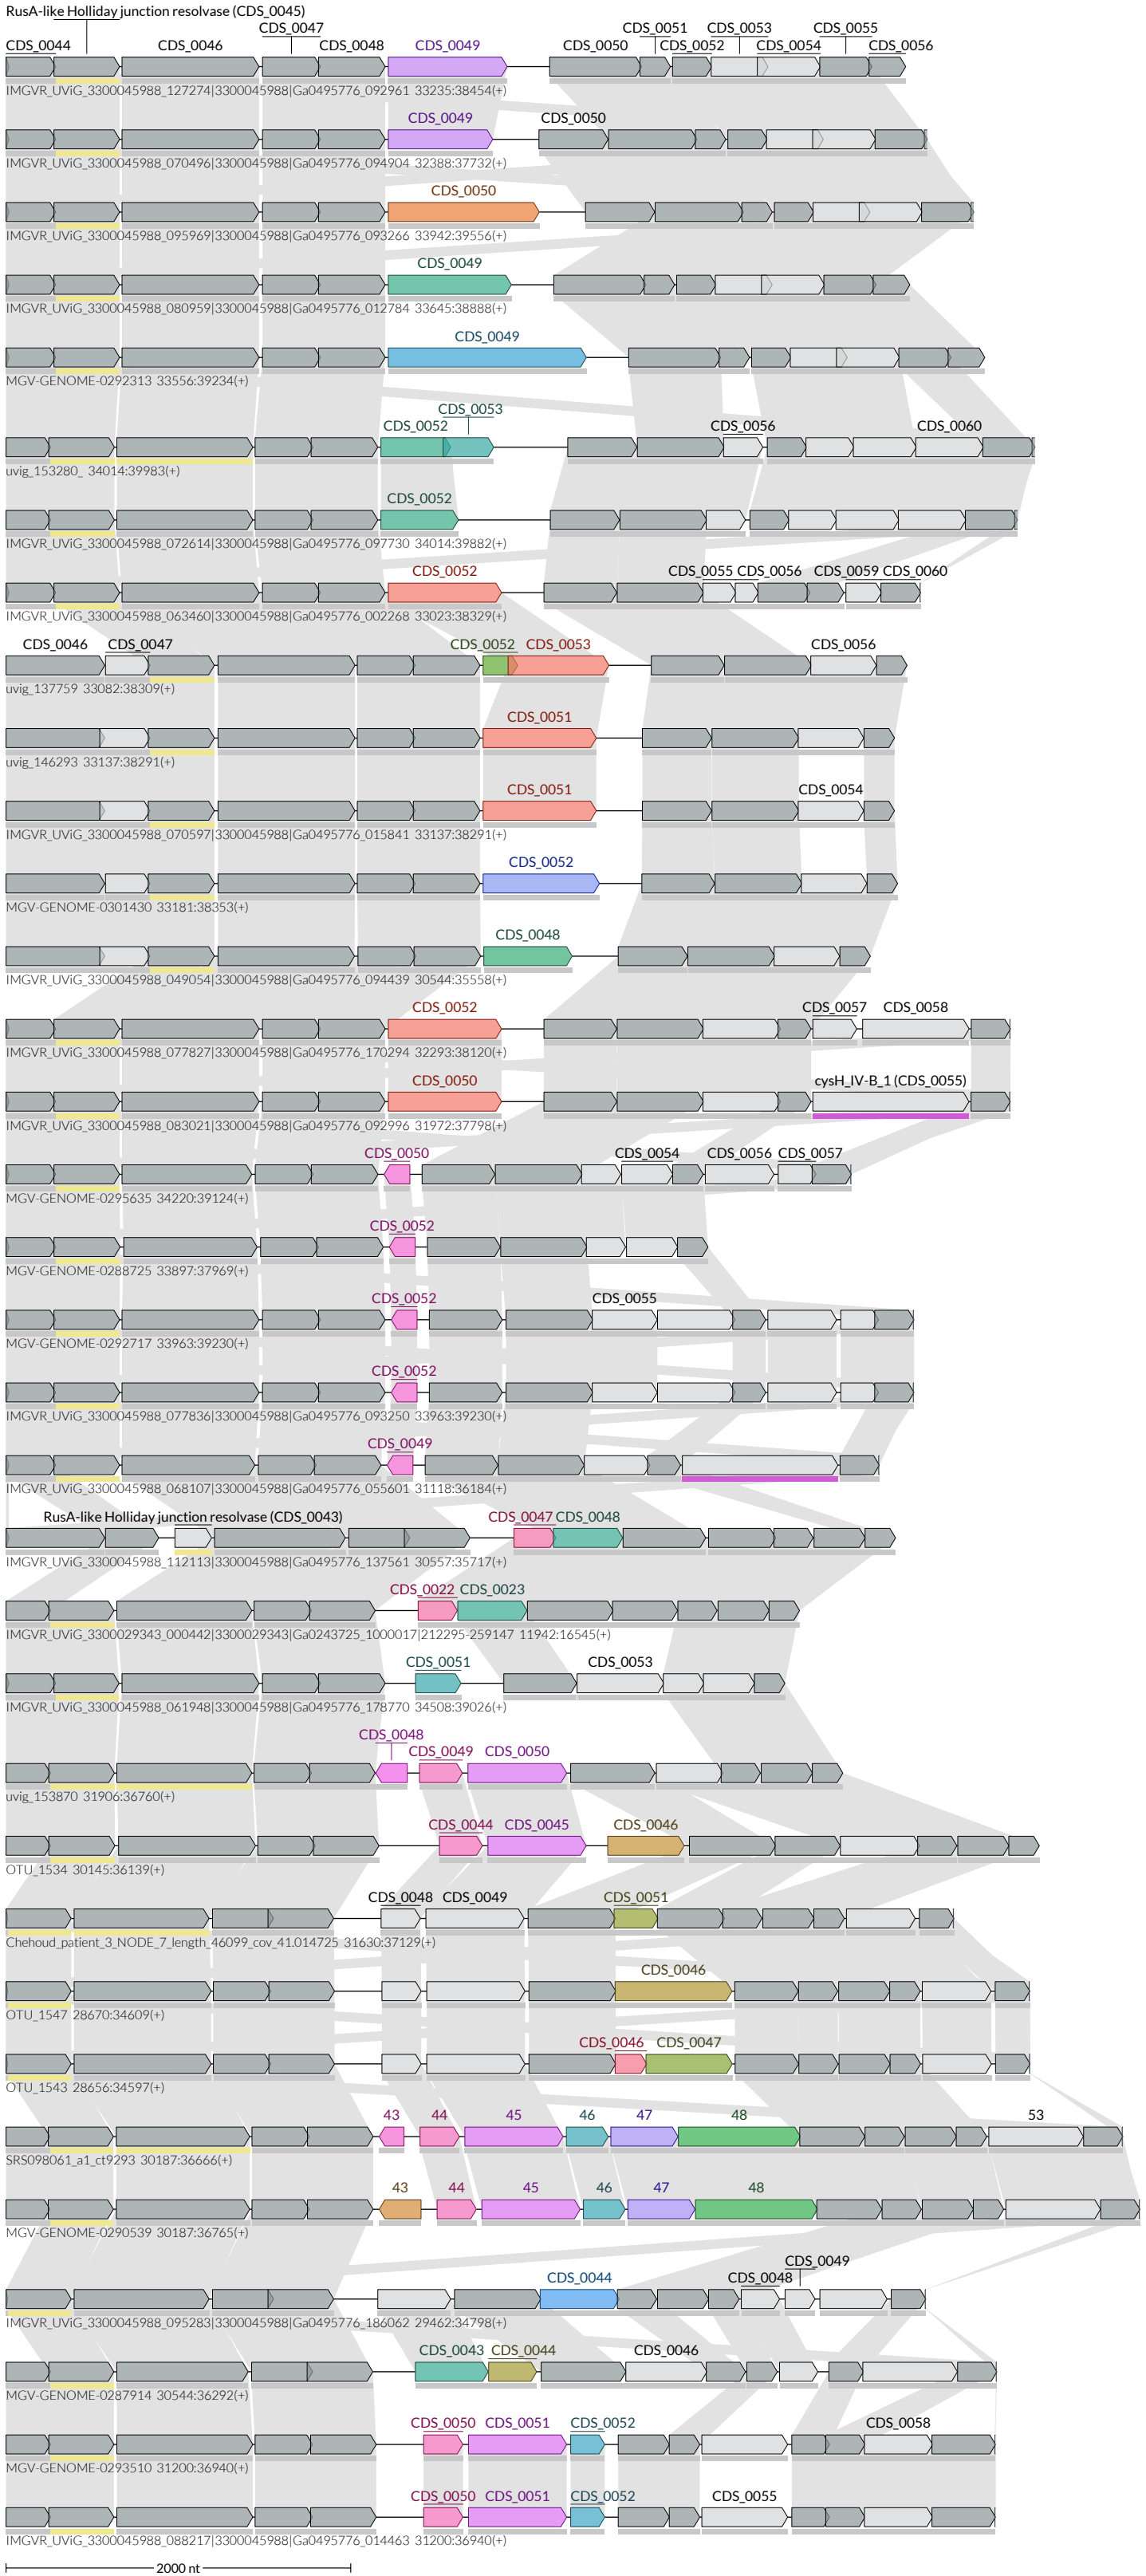 RusA-like Holliday junction resolvase (CDS_0045)
CDS_0044 CDS_0046 CDS_0047 CDS_0048 CDS_0049 CDS_0050 CDS_0051 CDS_0052 CDS_0053 CDS_0054 CDS_0055 CDS_0056
IMGVR_UViG_3300045988_127274|3300045988|Ga0495776_092961 33235:38454(+)
CDS_0049 CDS_0050
IMGVR_UViG_3300045988_070496|3300045988|Ga0495776_094904 32388:37732(+)
CDS_0050
IMGVR_UViG_3300045988_095969|3300045988|Ga0495776_093266 33942:39556(+)
CDS_0049
IMGVR_UViG_3300045988_080959|3300045988|Ga0495776_012784 33645:38888(+)
CDS_0049
MGV-GENOME-0292313 33556:39234(+)
CDS_0053
CDS_0052 CDS_0056 CDS_0060
uvig_153280_ 34014:39983(+)
CDS_0052
IMGVR_UViG_3300045988_072614|3300045988|Ga0495776_097730 34014:39882(+)
CDS_0052 CDS_0055 CDS_0056 CDS_0059 CDS_0060
IMGVR_UViG_3300045988_063460|3300045988|Ga0495776_002268 33023:38329(+)
CDS_0046 CDS_0047 CDS_0052 CDS_0053 CDS_0056
uvig_137759 33082:38309(+)
CDS_0051
uvig_146293 33137:38291(+)
CDS_0051 CDS_0054
IMGVR_UViG_3300045988_070597|3300045988|Ga0495776_015841 33137:38291(+)
CDS_0052
MGV-GENOME-0301430 33181:38353(+)
CDS_0048
IMGVR_UViG_3300045988_049054|3300045988|Ga0495776_094439 30544:35558(+)
CDS_0052 CDS_0057 CDS_0058
IMGVR_UViG_3300045988_077827|3300045988|Ga0495776_170294 32293:38120(+)
CDS_0050 cysH_IV-B_1 (CDS_0055)
IMGVR_UViG_3300045988_083021|3300045988|Ga0495776_092996 31972:37798(+)
CDS_0050 CDS_0054 CDS_0056 CDS_0057
MGV-GENOME-0295635 34220:39124(+)
CDS_0052
MGV-GENOME-0288725 33897:37969(+)
CDS_0052 CDS_0055
MGV-GENOME-0292717 33963:39230(+)
CDS_0052
IMGVR_UViG_3300045988_077836|3300045988|Ga0495776_093250 33963:39230(+)
CDS_0049
IMGVR_UViG_3300045988_068107|3300045988|Ga0495776_055601 31118:36184(+)
RusA-like Holliday junction resolvase (CDS_0043) CDS_0047 CDS_0048
IMGVR_UViG_3300045988_112113|3300045988|Ga0495776_137561 30557:35717(+)
CDS_0022 CDS_0023
IMGVR_UViG_3300029343_000442|3300029343|Ga0243725_1000017|212295-259147 11942:16545(+)
CDS_0051 CDS_0053
IMGVR_UViG_3300045988_061948|3300045988|Ga0495776_178770 34508:39026(+)
CDS_0048
CDS_0049 CDS_0050
uvig_153870 31906:36760(+)
CDS_0044 CDS_0045 CDS_0046
OTU_1534 30145:36139(+)
CDS_0048 CDS_0049 CDS_0051
Chehoud_patient_3_NODE_7_length_46099_cov_41.014725 31630:37129(+)
CDS_0046
OTU_1547 28670:34609(+)
CDS_0046 CDS_0047
OTU_1543 28656:34597(+)
43 44 45 46 47 48 53
SRS098061_a1_ct9293 30187:36666(+)
43 44 45 46 47 48
MGV-GENOME-0290539 30187:36765(+)
CDS_0049
CDS_0044 CDS_0048
IMGVR_UViG_3300045988_095283|3300045988|Ga0495776_186062 29462:34798(+)
CDS_0043 CDS_0044 CDS_0046
MGV-GENOME-0287914 30544:36292(+)
CDS_0050 CDS_0051 CDS_0052 CDS_0058
MGV-GENOME-0293510 31200:36940(+)
CDS_0050 CDS_0051 CDS_0052 CDS_0055
IMGVR_UViG_3300045988_088217|3300045988|Ga0495776_014463 31200:36940(+)
2000 nt